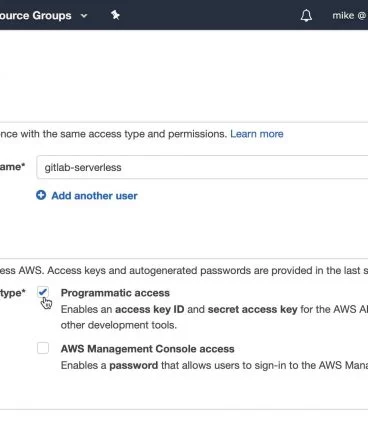 ource Groups
mike @
ence with the same access type and permissions. Learn more
ame*
gitlab-serverless
Add another user
ess AWS. Access keys and autogenerated passwords are provided in the last s
type*
Programmatic access
Enables an access key ID and secret access key for the AWS A
other development tools.
AWS Management Console access
Enables a password that allows users to sign-in to the AWS Mana